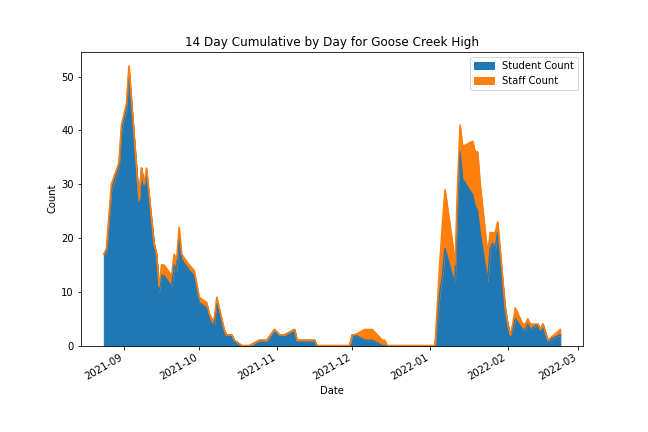 14 Day Cumulative by Day for Goose Creek High
Student Count
Staff Count
50
40
30
20
10
0
Count
2021-09
2021-10
2021-11
2021-12
2022-01
2022-02
2022-03
Date